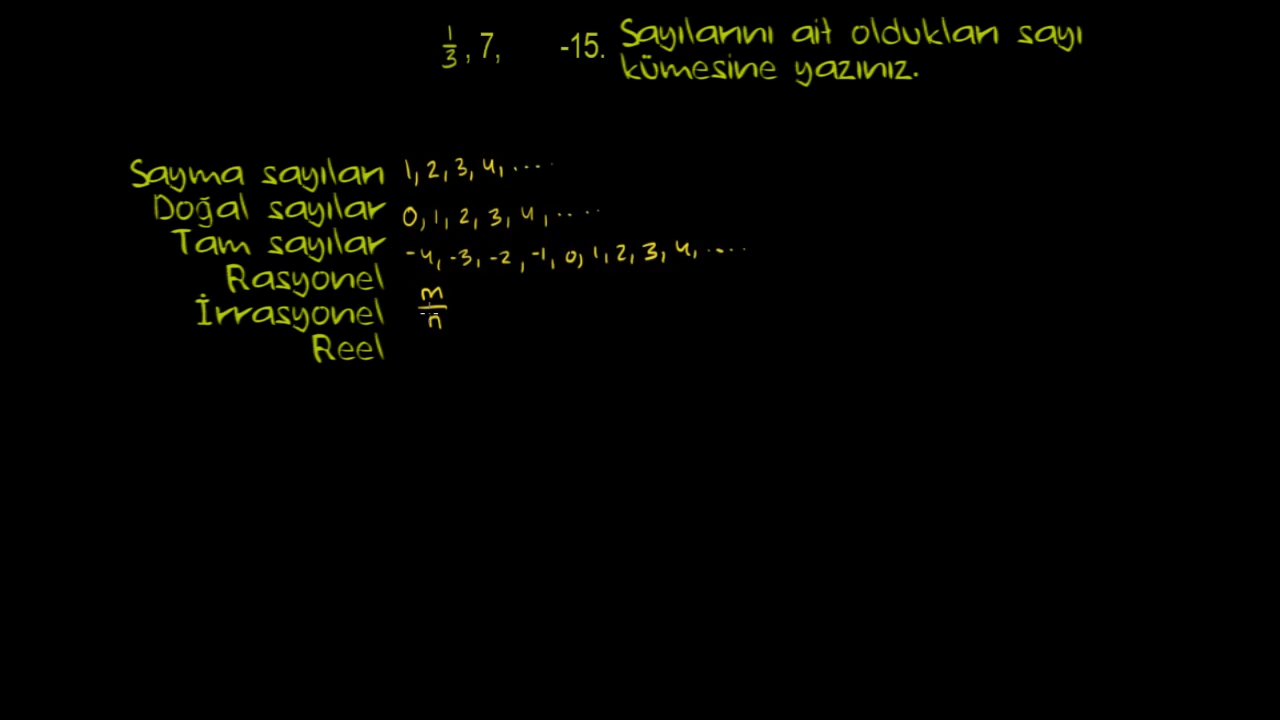 1/3, 7, -15. Sayılarını ait oldukları sayı
kümesine yazınız.
Sayma sayıları 1, 2, 3, 4, ....
Doğal sayılar 0, 1, 2, 3, 4, ....
Tam sayılar -4, -3, -2, -1, 0, 1, 2, 3, 4, ....
Rasyonel m/n
İrrasyonel
Reel